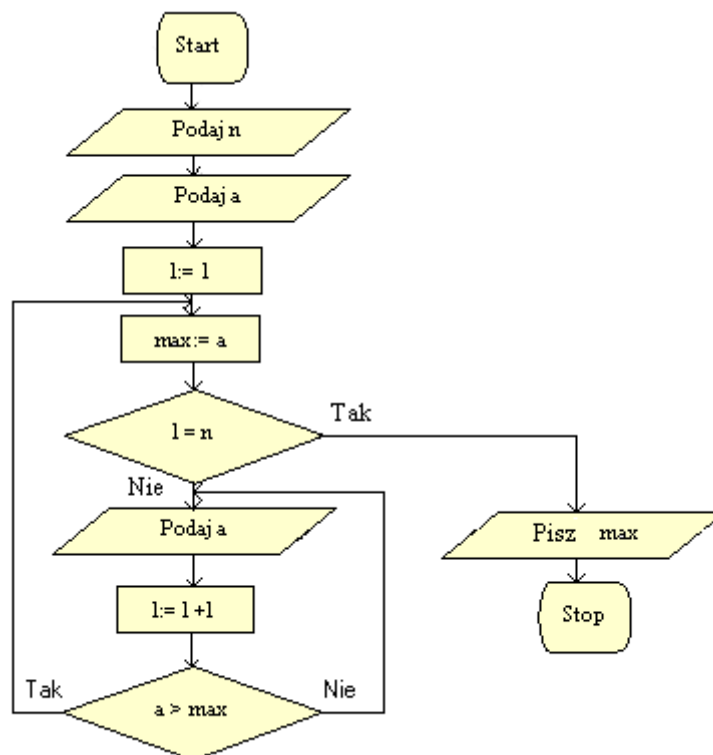 Start
Podaj n
Podaj a
l:= 1
max:= a
l = n
Tak
Nie
Podaj a
l:= l+1
a > max
Tak
Nie
Pisz max
Stop